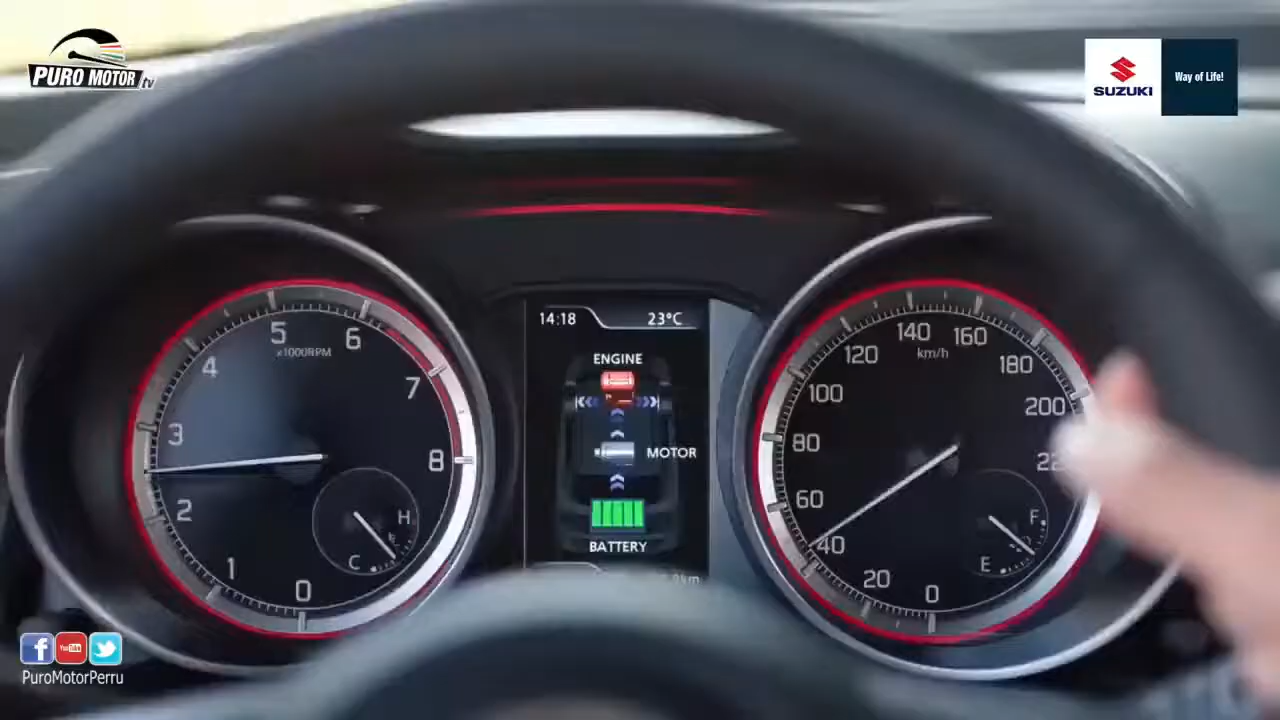 PURO MOTOR tv
SUZUKI
Way of Life!
5
6
x1000RPM
4
7
3
8
2
H
C
1
0
14:18
23°C
ENGINE
MOTOR
BATTERY
140
160
km/h
120
180
100
200
80
60
40
F
E
20
0
PuroMotorPerru